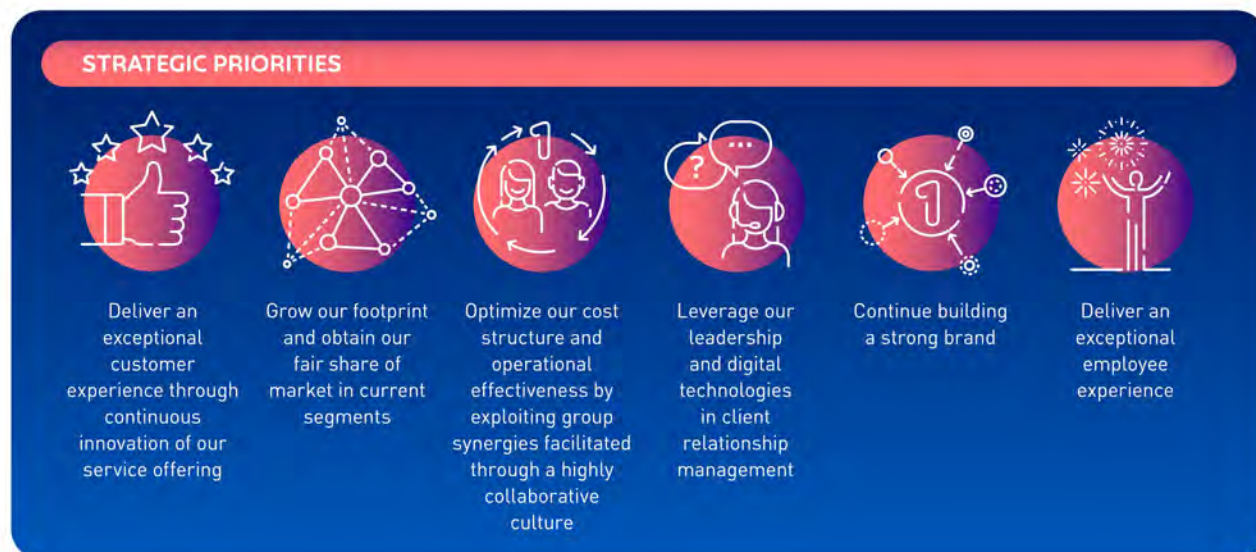 STRATEGIC PRIORITIES
1
?
...
1
Deliver an
exceptional
customer
experience through
continuous
innovation of our
service offering
Grow our footprint
and obtain our
fair share of
market in current
segments
Optimize our cost
structure and
operational
effectiveness by
exploiting group
synergies facilitated
through a highly
collaborative
culture
Leverage our
leadership
and digital
technologies
in client
relationship
management
Continue building
a strong brand
Deliver an
exceptional
employee
experience